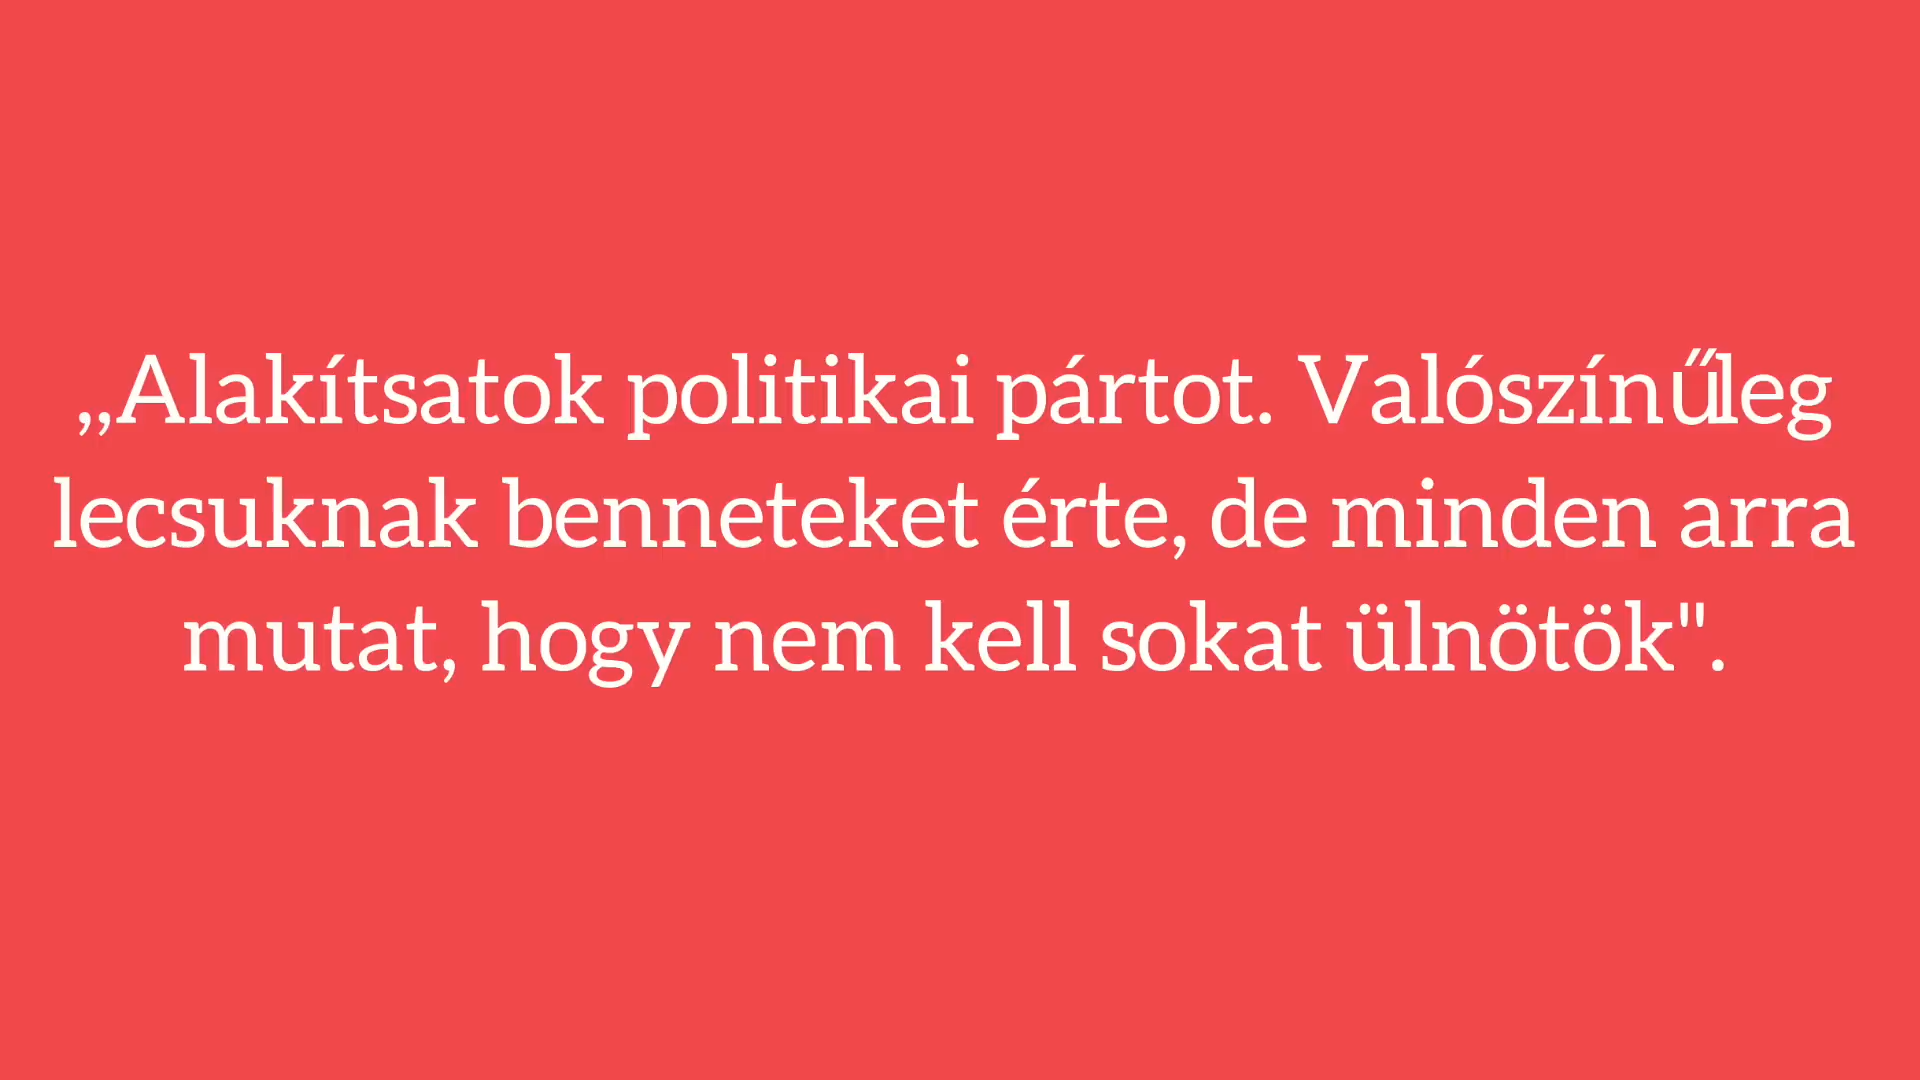 „Alakítsatok politikai pártot. Valószínűleg
lecsuknak benneteket érte, de minden arra
mutat, hogy nem kell sokat ülnötök".